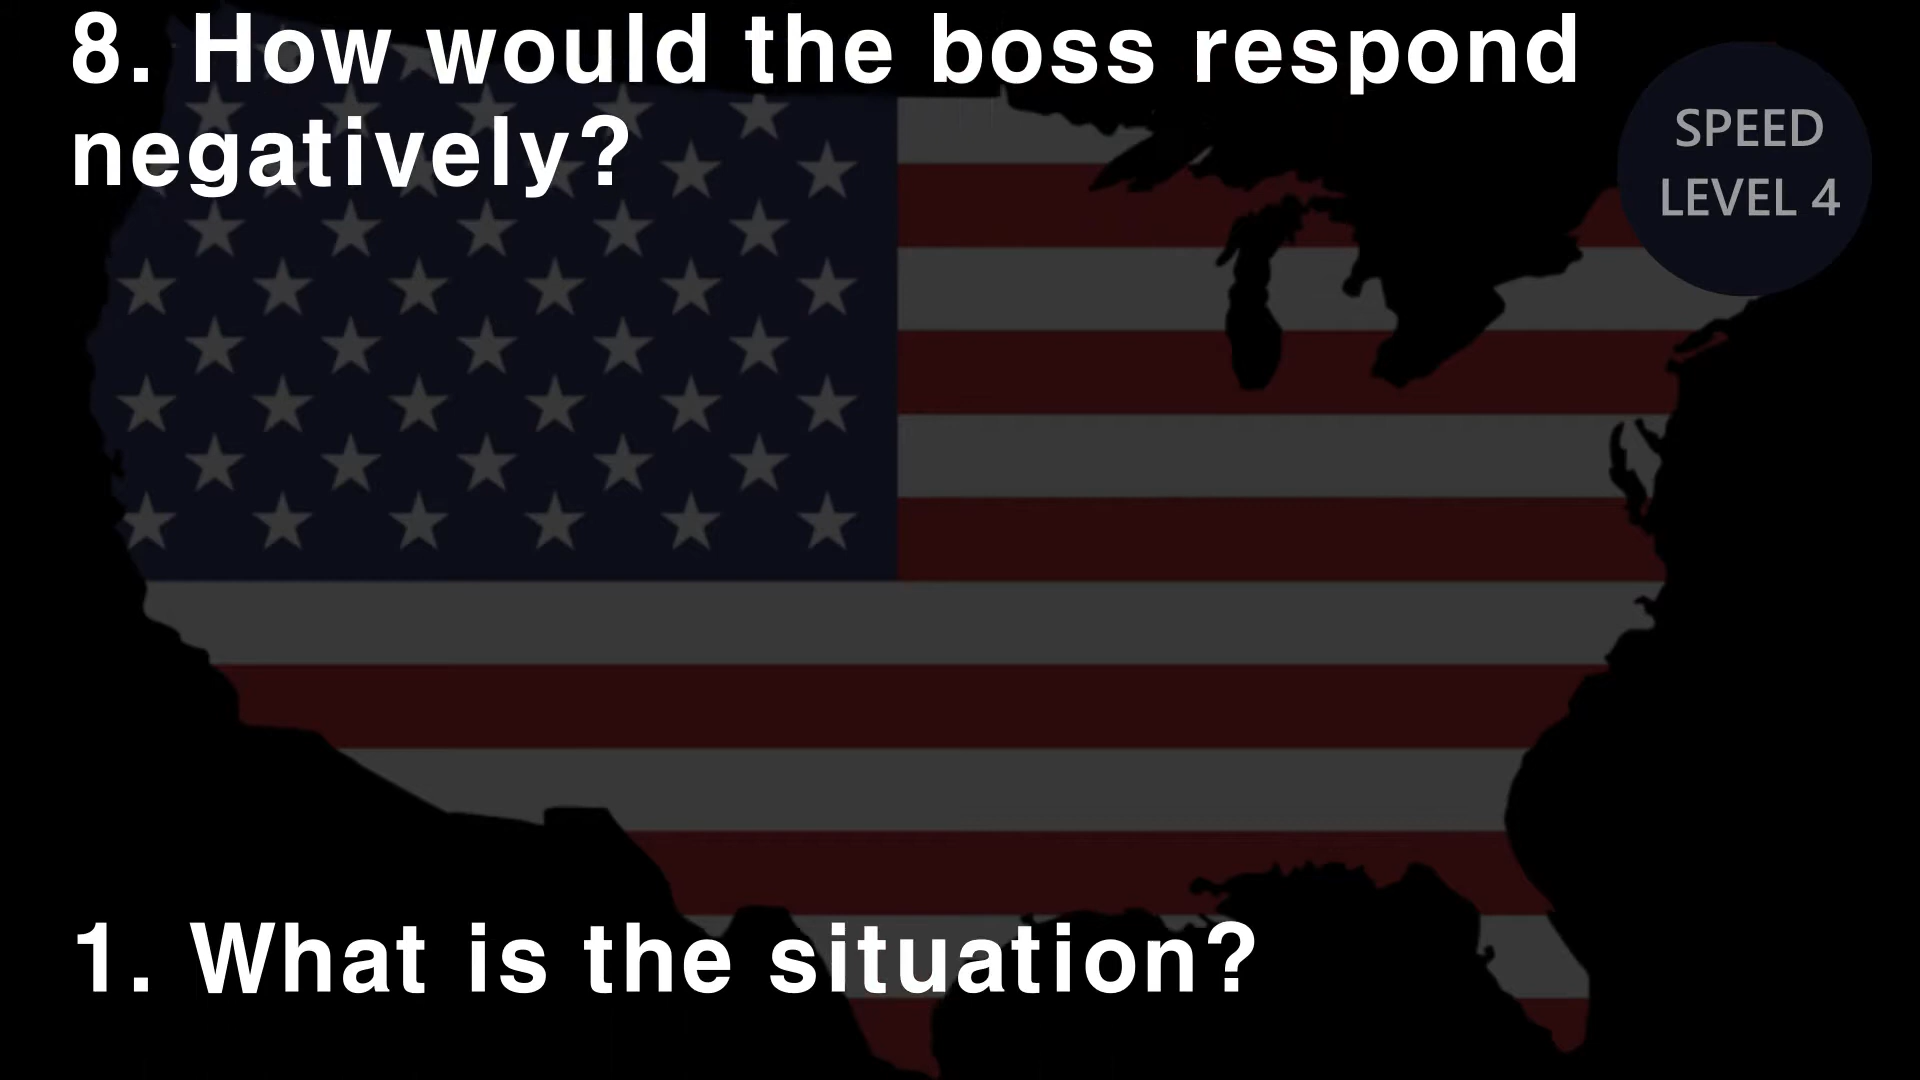 8. How would the boss respond
negatively?
SPEED
LEVEL 4
1. What is the situation?